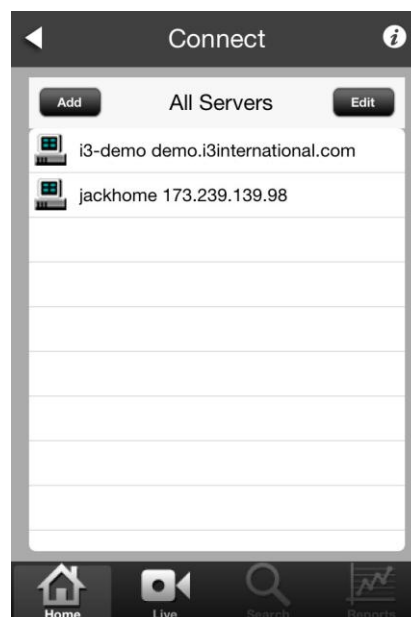 Connect
i
Add All Servers Edit
i3-demo demo.i3international.com
jackhome 173.239.139.98
Home Live Search Reports